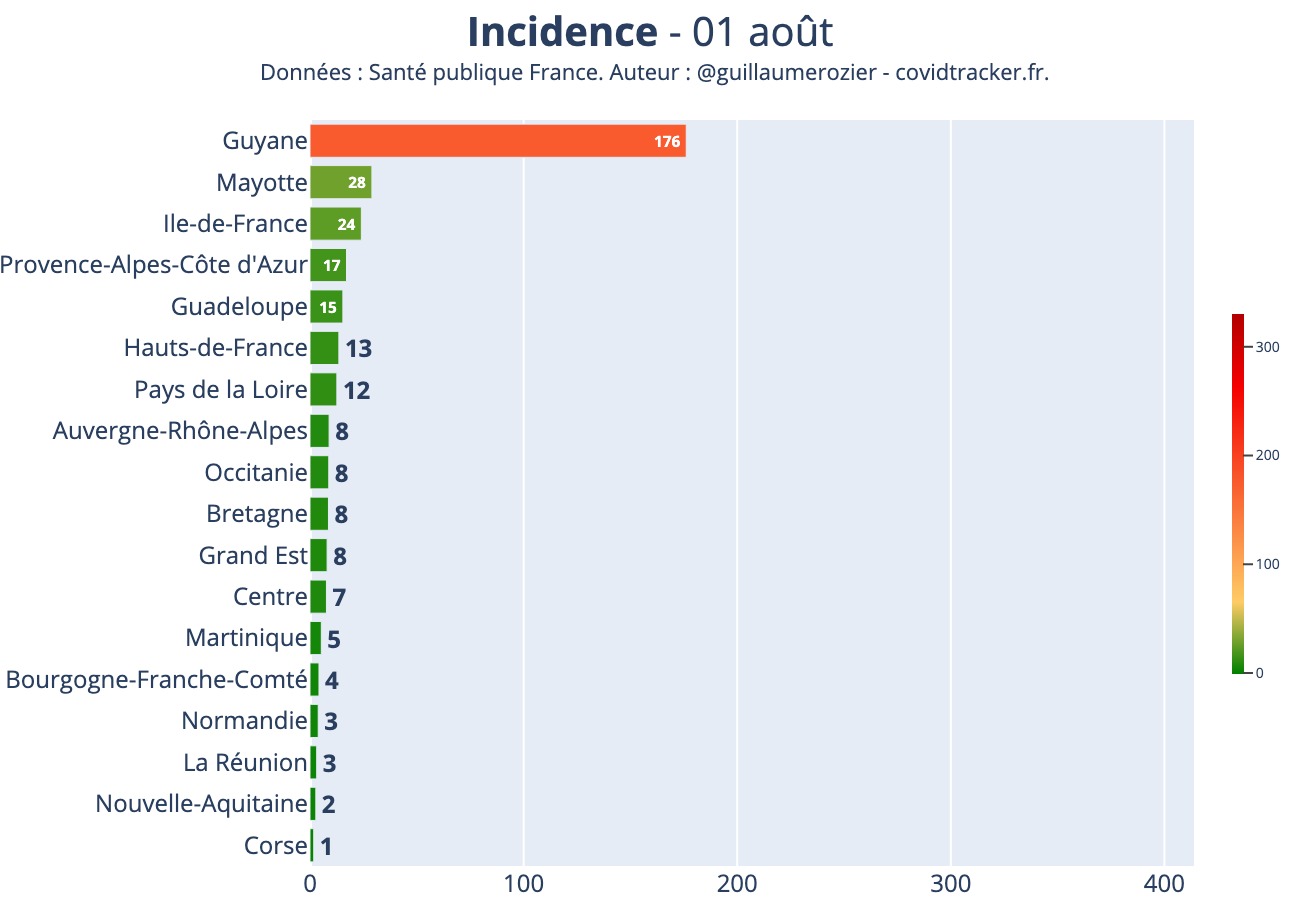 Incidence - 01 août
Données : Santé publique France. Auteur : @guillaumerozier - covidtracker.fr.
Guyane 176
Mayotte 28
Ile-de-France 24
Provence-Alpes-Côte d'Azur 17
Guadeloupe 15
Hauts-de-France 13
Pays de la Loire 12
Auvergne-Rhône-Alpes 8
Occitanie 8
Bretagne 8
Grand Est 8
Centre 7
Martinique 5
Bourgogne-Franche-Comté 4
Normandie 3
La Réunion 3
Nouvelle-Aquitaine 2
Corse 1
0 100 200 300 400
300
200
100
0